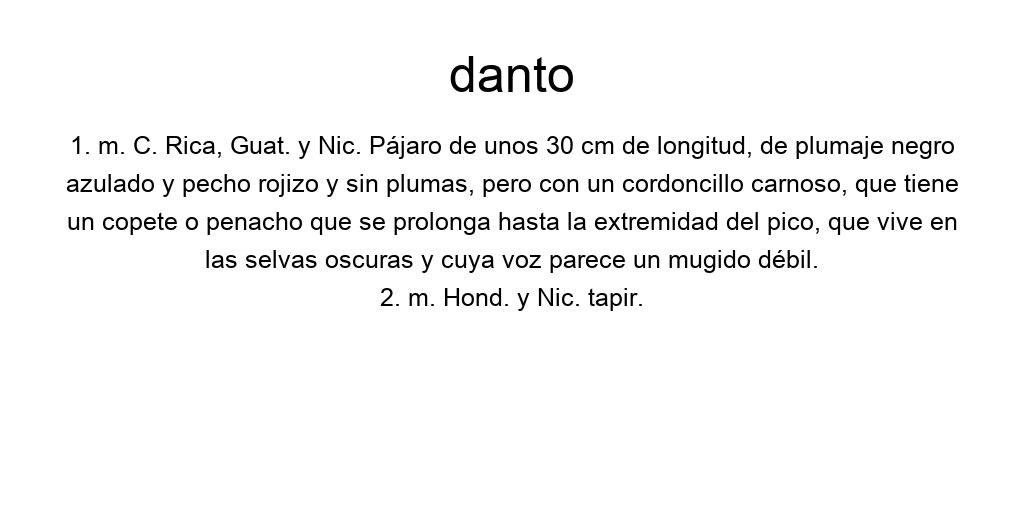 danto
1. m. C. Rica, Guat. y Nic. Pájaro de unos 30 cm de longitud, de plumaje negro
azulado y pecho rojizo y sin plumas, pero con un cordoncillo carnoso, que tiene
un copete o penacho que se prolonga hasta la extremidad del pico, que vive en
las selvas oscuras y cuya voz parece un mugido débil.
2. m. Hond. y Nic. tapir.